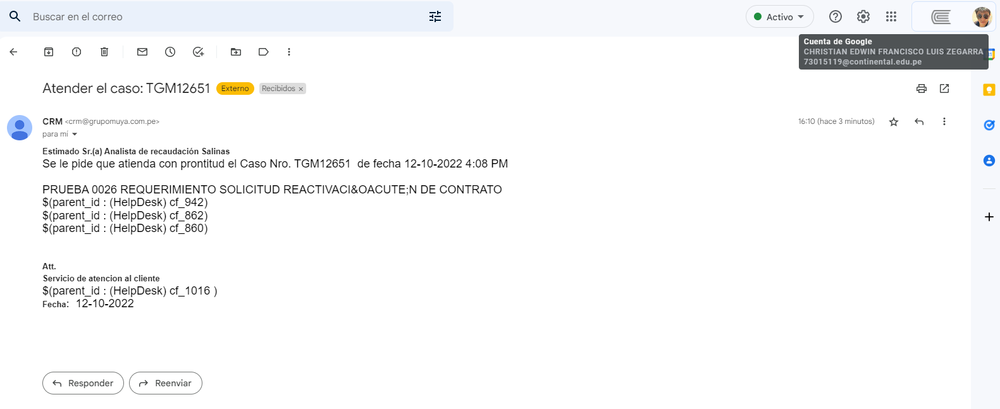 Buscar en el correo
Activo
Cuenta de Google
CHRISTIAN EDWIN FRANCISCO LUIS ZEGARRA
73015119@continental.edu.pe
Atender el caso: TGM12651 Externo Recibidos ×
CRM <crm@grupomuya.com.pe> 16:10 (hace 3 minutos)
para mí
Estimado Sr.(a) Analista de recaudación Salinas
Se le pide que atienda con prontitud el Caso Nro. TGM12651 de fecha 12-10-2022 4:08 PM
PRUEBA 0026 REQUERIMIENTO SOLICITUD REACTIVACI&OACUTE;N DE CONTRATO
$(parent_id : (HelpDesk) cf_942)
$(parent_id : (HelpDesk) cf_862)
$(parent_id : (HelpDesk) cf_860)
Att.
Servicio de atencion al cliente
$(parent_id : (HelpDesk) cf_1016 )
Fecha: 12-10-2022
Responder Reenviar